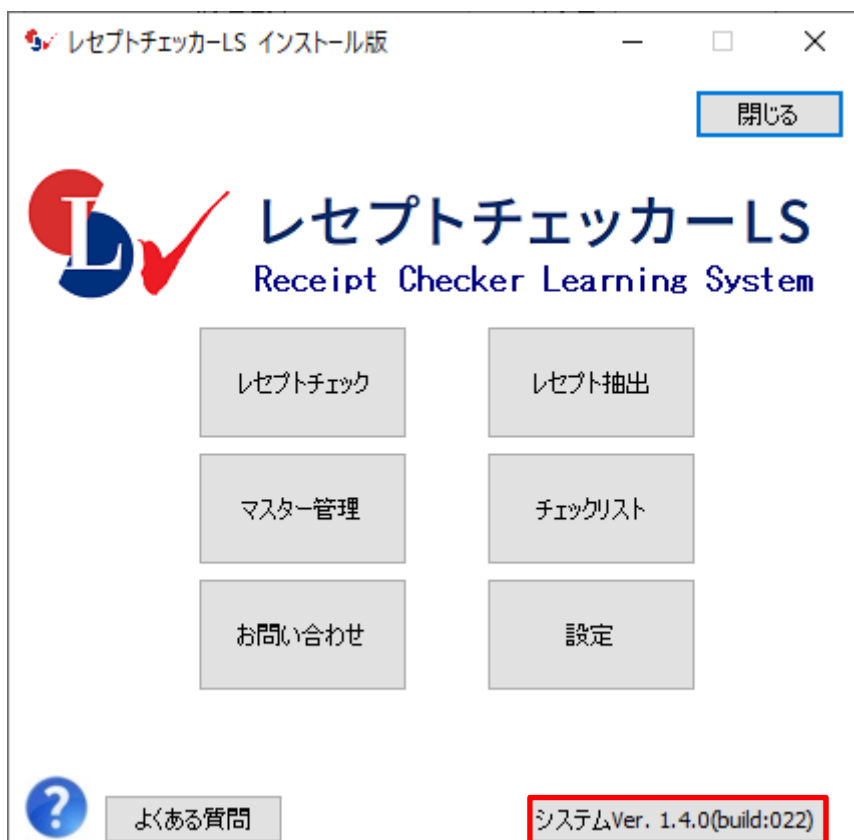 レセプトチェッカーLS インストール版
閉じる
L
レセプトチェッカーLS
Receipt Checker Learning System
レセプトチェック
レセプト抽出
マスター管理
チェックリスト
お問い合わせ
設定
?
よくある質問
システムVer. 1.4.0(build:022)